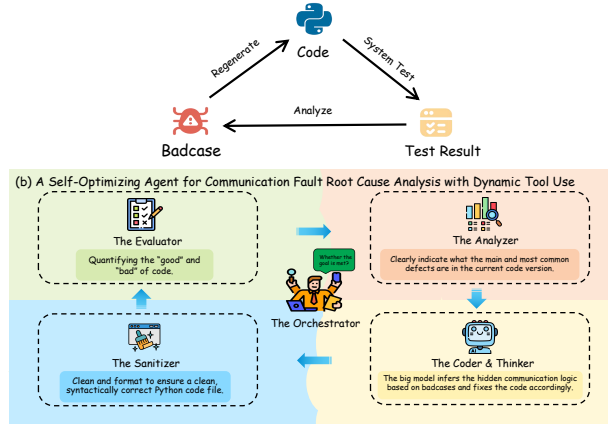 Code
Regenerate
System Test
Analyze
Badcase
Test Result
(b) A Self-Optimizing Agent for Communication Fault Root Cause Analysis with Dynamic Tool Use
The Evaluator
Quantifying the "good" and
"bad" of code.
The Analyzer
Clearly indicate what the main and most common
defects are in the current code version.
Whether the
goal is met?
The Orchestrator
The Sanitizer
Clean and format to ensure a clean,
syntactically correct Python code file.
The Coder & Thinker
The big model infers the hidden communication logic
based on badcases and fixes the code accordingly.